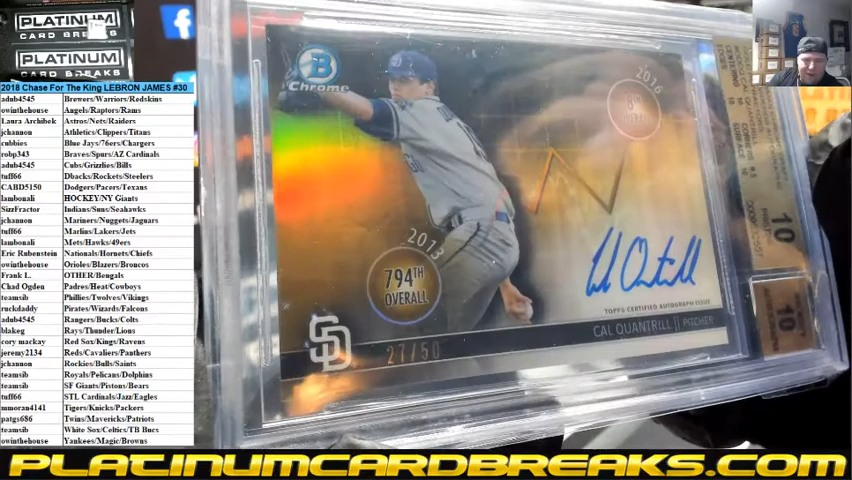 PLATINUM
CARD BREAKS
PLATINUM
CARD BREAKS
2018 Chase For The King LEBRON JAMES #30
adub4545 Brewers/Warriors/Redskins
owinthehouse Angels/Raptors/Rams
Laura Archibek Astros/Nets/Raiders
jchannon Athletics/Clippers/Titans
cubbies Blue Jays/76ers/Chargers
robp343 Braves/Spurs/AZ Cardinals
adub4545 Cubs/Grizzlies/Bills
tuff66 Dbacks/Rockets/Steelers
CABD5150 Dodgers/Pacers/Texans
lambonali HOCKEY/NY Giants
SizzFractor Indians/Suns/Seahawks
jchannon Mariners/Nuggets/Jaguars
tuff66 Marlins/Lakers/Jets
lambonali Mets/Hawks/49ers
Eric Rubenstein Nationals/Hornets/Chiefs
owinthehouse Orioles/Blazers/Broncos
Frank L. OTHER/Bengals
Chad Ogden Padres/Heat/Cowboys
teamsib Phillies/Twolves/Vikings
ruckdaddy Pirates/Wizards/Falcons
adub4545 Rangers/Bucks/Colts
blakeg Rays/Thunder/Lions
cory mackay Red Sox/Kings/Ravens
jeremy2134 Reds/Cavaliers/Panthers
jchannon Rockies/Bulls/Saints
teamsib Royals/Pelicans/Dolphins
teamsib SF Giants/Pistons/Bears
tuff66 STL Cardinals/Jazz/Eagles
mmoran4141 Tigers/Knicks/Packers
patgs686 Twins/Mavericks/Patriots
teamsib White Sox/Celtics/TB Bucs
owinthehouse Yankees/Magic/Browns
B
Chrome
2016
8TH
OVERALL
2013
794TH
OVERALL
SD
27/50
Cal Quantrill
TOPPS CERTIFIED AUTOGRAPH ISSUE
CAL QUANTRILL || PITCHER
10
10
PLATINUMCARDBREAKS.COM